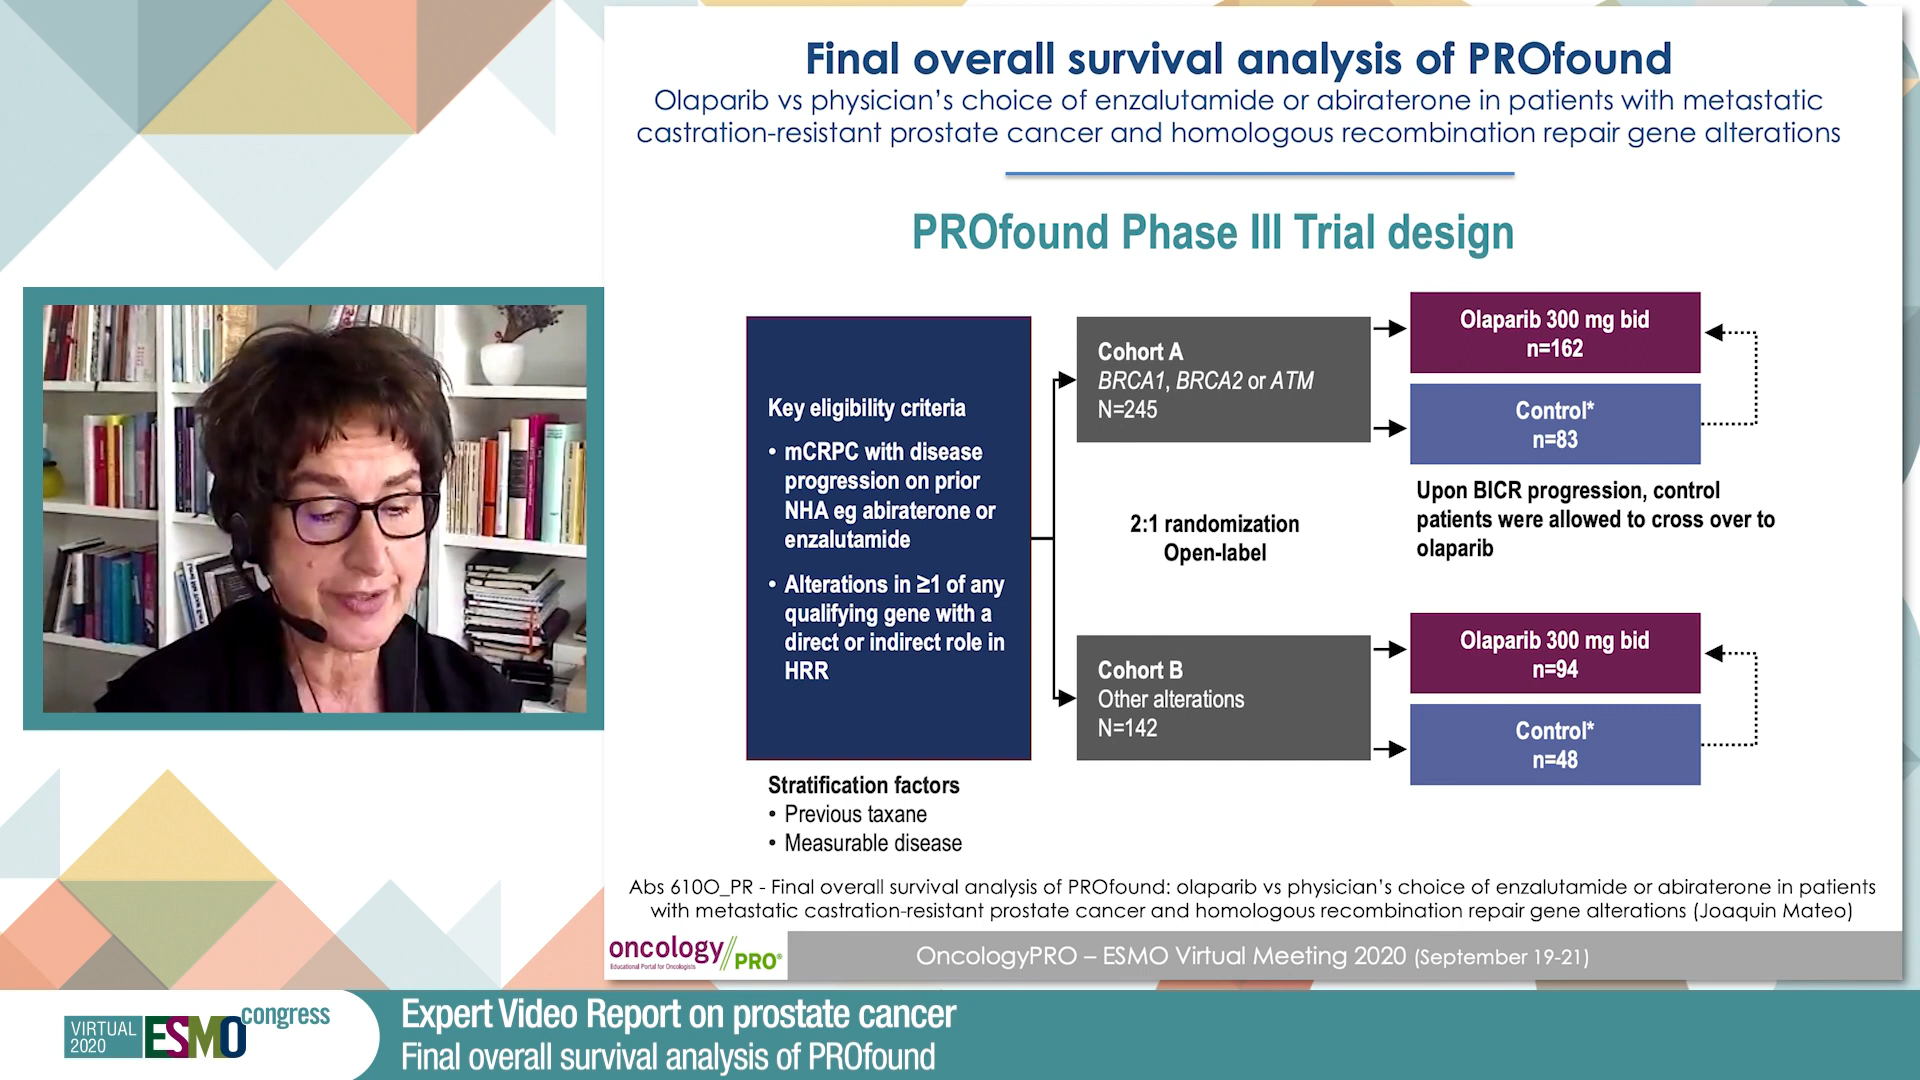 Final overall survival analysis of PROfound
Olaparib vs physician's choice of enzalutamide or abiraterone in patients with metastatic
castration-resistant prostate cancer and homologous recombination repair gene alterations
PROfound Phase III Trial design
Key eligibility criteria
• mCRPC with disease
progression on prior
NHA eg abiraterone or
enzalutamide
• Alterations in ≥1 of any
qualifying gene with a
direct or indirect role in
HRR
Stratification factors
• Previous taxane
• Measurable disease
Cohort A
BRCA1, BRCA2 or ATM
N=245
2:1 randomization
Open-label
Cohort B
Other alterations
N=142
Olaparib 300 mg bid
n=162
Control*
n=83
Upon BICR progression, control
patients were allowed to cross over to
olaparib
Olaparib 300 mg bid
n=94
Control*
n=48
Abs 610O_PR - Final overall survival analysis of PROfound: olaparib vs physician's choice of enzalutamide or abiraterone in patients
with metastatic castration-resistant prostate cancer and homologous recombination repair gene alterations (Joaquin Mateo)
oncology//PRO®
Educational Portal for Oncologists
OncologyPRO – ESMO Virtual Meeting 2020 (September 19-21)
VIRTUAL
2020
ESMO congress
Expert Video Report on prostate cancer
Final overall survival analysis of PROfound